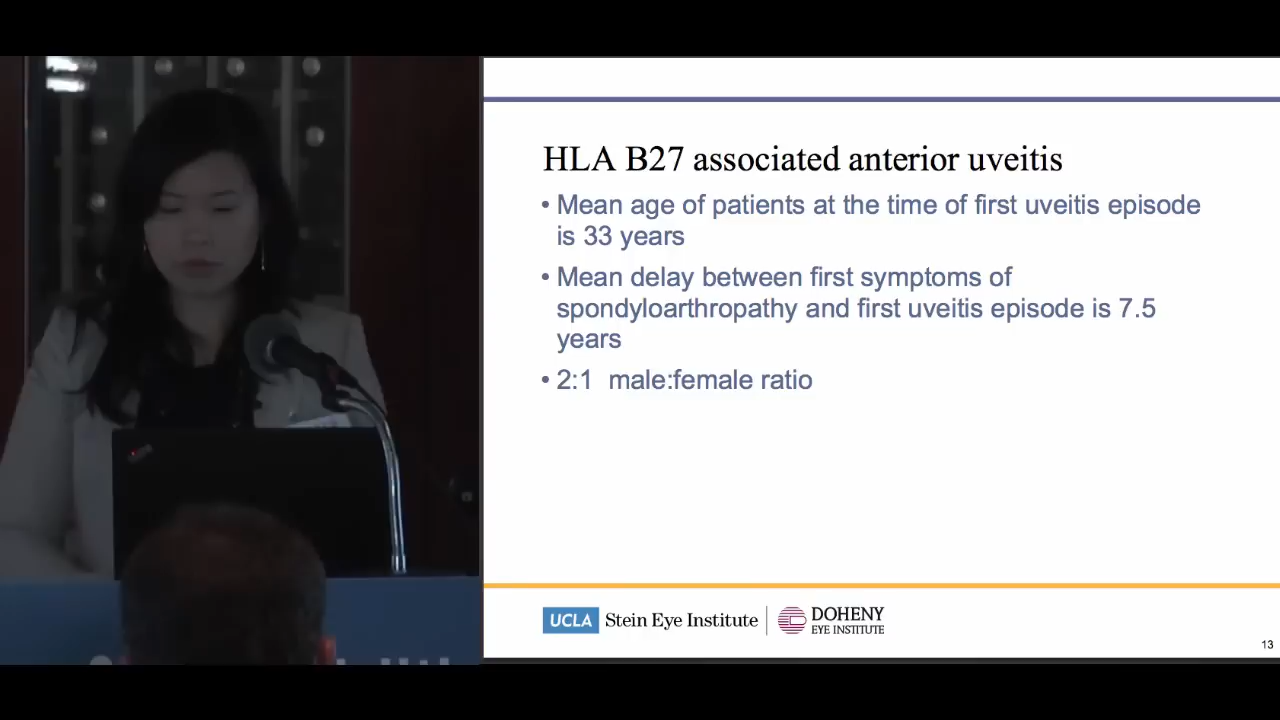 HLA B27 associated anterior uveitis
• Mean age of patients at the time of first uveitis episode
is 33 years
• Mean delay between first symptoms of
spondyloarthropathy and first uveitis episode is 7.5
years
• 2:1 male:female ratio
UCLA Stein Eye Institute
DOHENY
EYE INSTITUTE
13